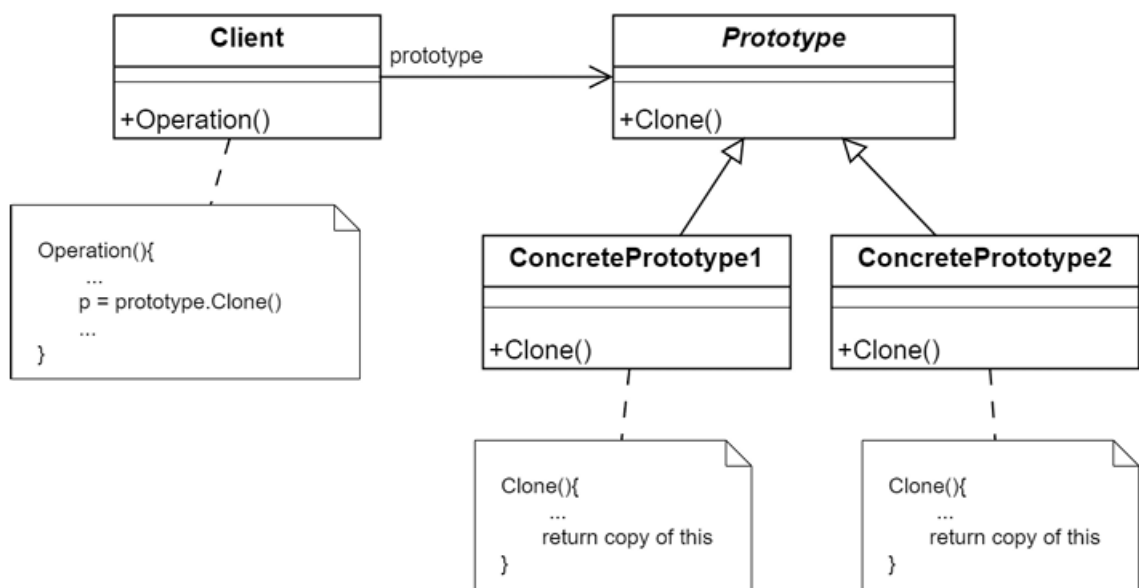 Client
+Operation()
prototype
Prototype
+Clone()
Operation(){
...
p = prototype.Clone()
...
}
ConcretePrototype1
+Clone()
ConcretePrototype2
+Clone()
Clone(){
...
return copy of this
}
Clone(){
...
return copy of this
}